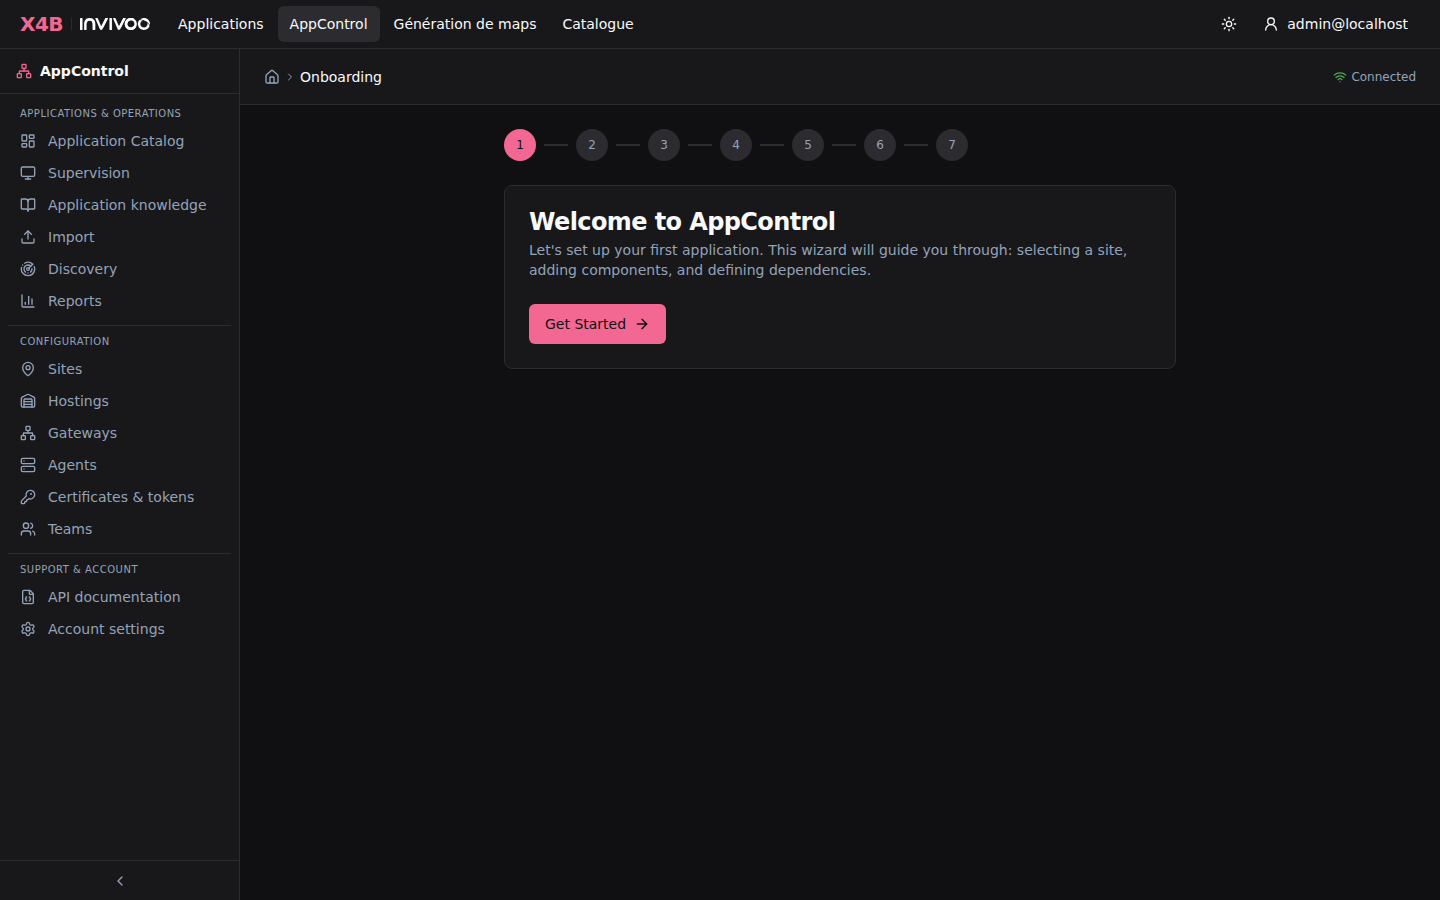 X4B INVIVOO Applications AppControl Génération de maps Catalogue admin@localhost
AppControl
Onboarding
Connected
APPLICATIONS & OPERATIONS
Application Catalog
Supervision
Application knowledge
Import
Discovery
Reports
CONFIGURATION
Sites
Hostings
Gateways
Agents
Certificates & tokens
Teams
SUPPORT & ACCOUNT
API documentation
Account settings
1 2 3 4 5 6 7
Welcome to AppControl
Let's set up your first application. This wizard will guide you through: selecting a site,
adding components, and defining dependencies.
Get Started